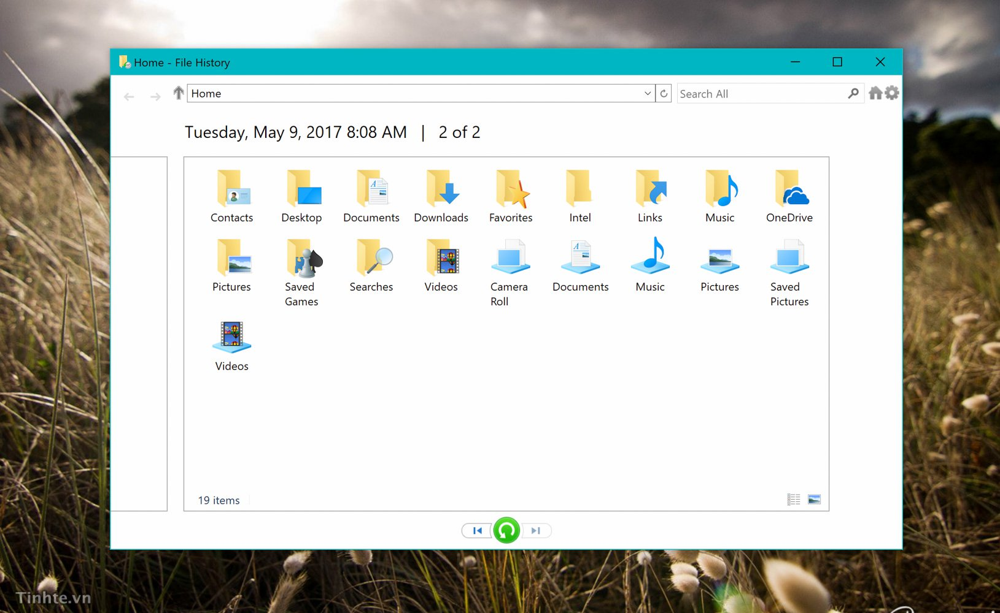 Home - File History
Home
Search All
Tuesday, May 9, 2017 8:08 AM | 2 of 2
Contacts
Desktop
Documents
Downloads
Favorites
Intel
Links
Music
OneDrive
Pictures
Saved
Games
Searches
Videos
Camera
Roll
Documents
Music
Pictures
Saved
Pictures
Videos
19 items
Tinhte.vn